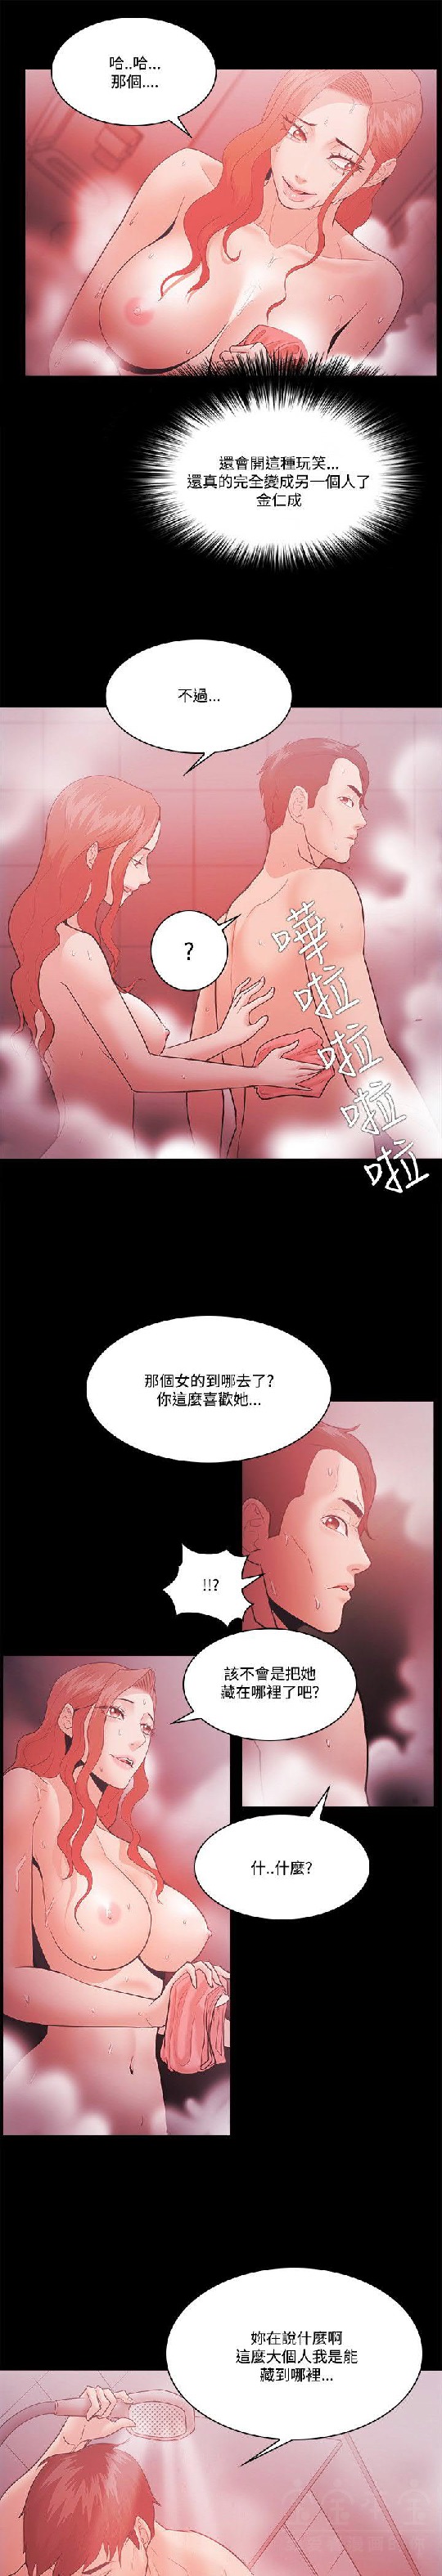 哈..哈...
那個....
還會開這種玩笑...
還真的完全變成另一個人了
金仁成
不過...
?
嘩啦啦啦啦
那個女的到哪去了?
你這麼喜歡她...
!!?
該不會是把她
藏在哪裡了吧?
什..什麼?
妳在說什麼啊
這麼大個人我是能
藏到哪裡...